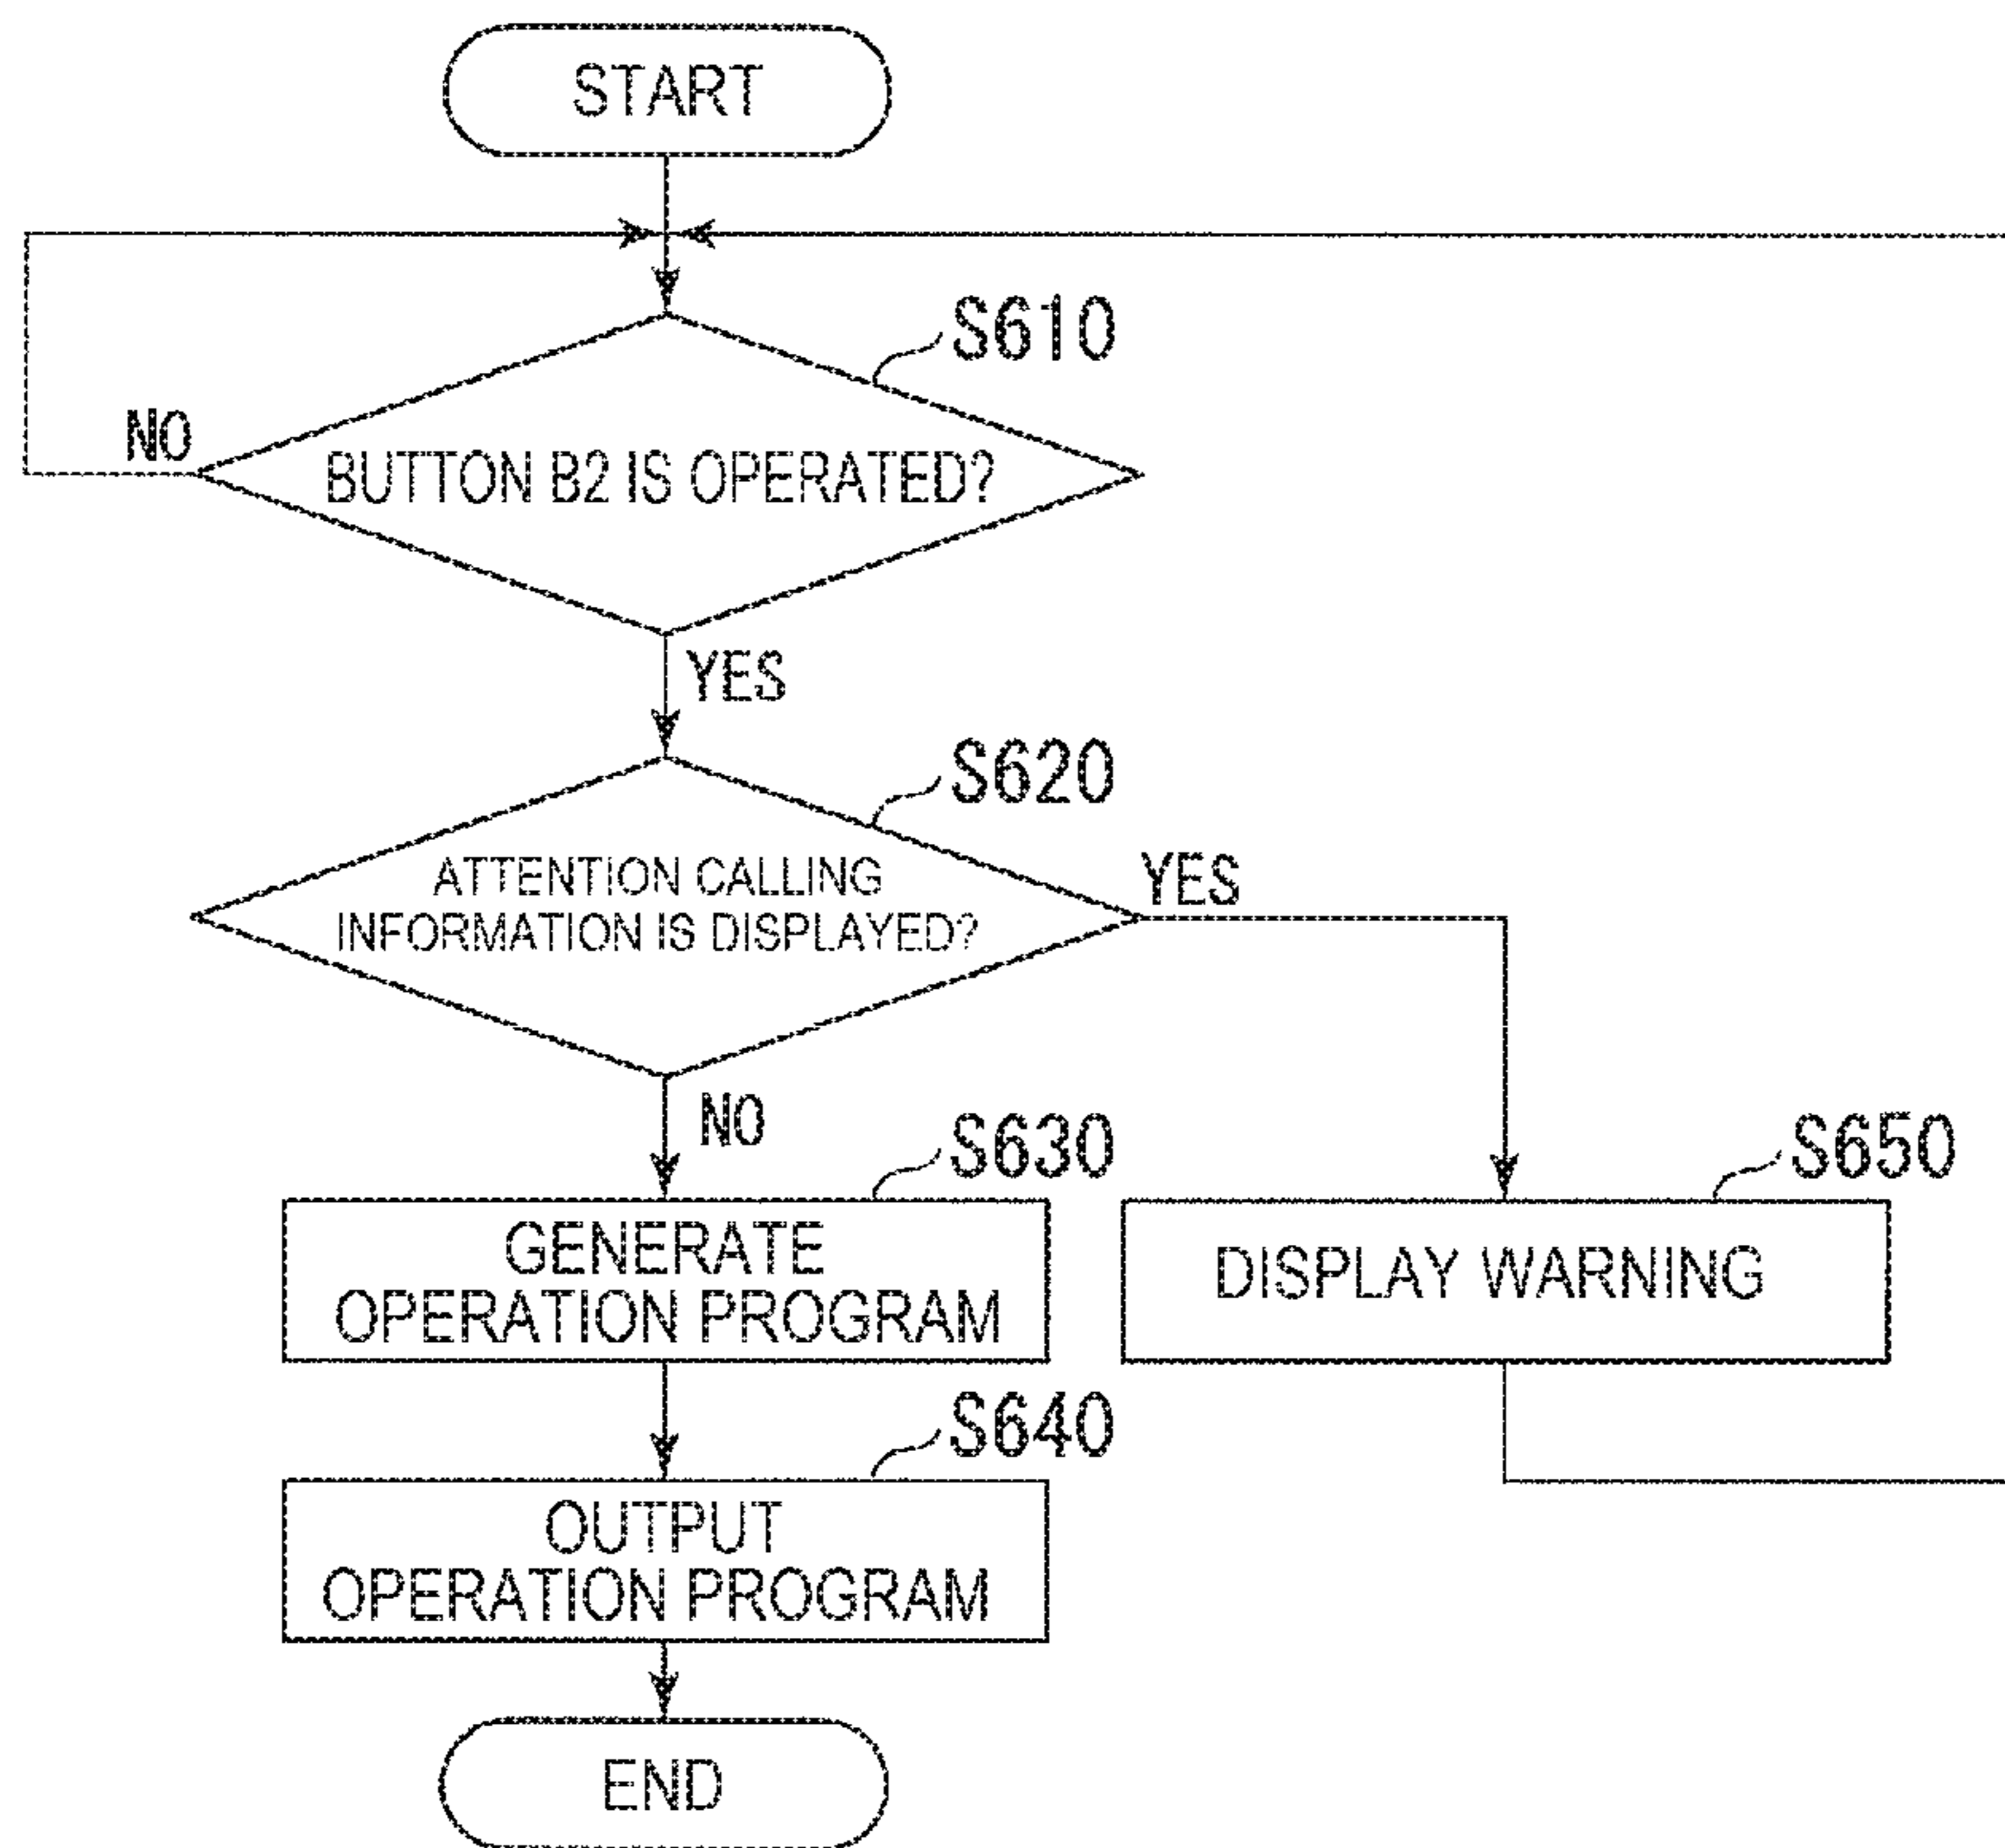 START
S610
NO
BUTTON B2 IS OPERATED?
YES
S620
ATTENTION CALLING
INFORMATION IS DISPLAYED?
YES
NO
S630
GENERATE
OPERATION PROGRAM
S650
DISPLAY WARNING
S640
OUTPUT
OPERATION PROGRAM
END